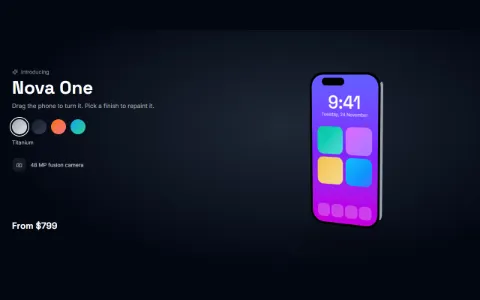 Introducing
Nova One
Drag the phone to turn it. Pick a finish to repaint it.
Titanium
48 MP fusion camera
From $799
9:41
Tuesday, 14 November